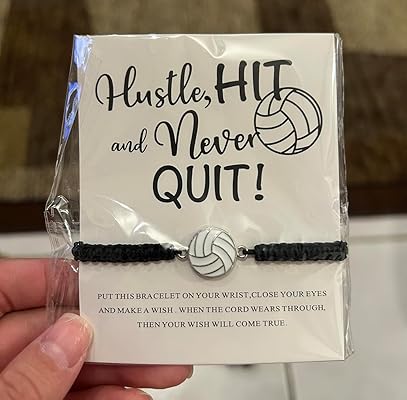 Hustle, HIT
and Never
QUIT!
PUT THIS BRACELET ON YOUR WRIST,CLOSE YOUR EYES
AND MAKE A WISH . WHEN THE CORD WEARS THROUGH,
THEN YOUR WISH WILL COME TRUE.